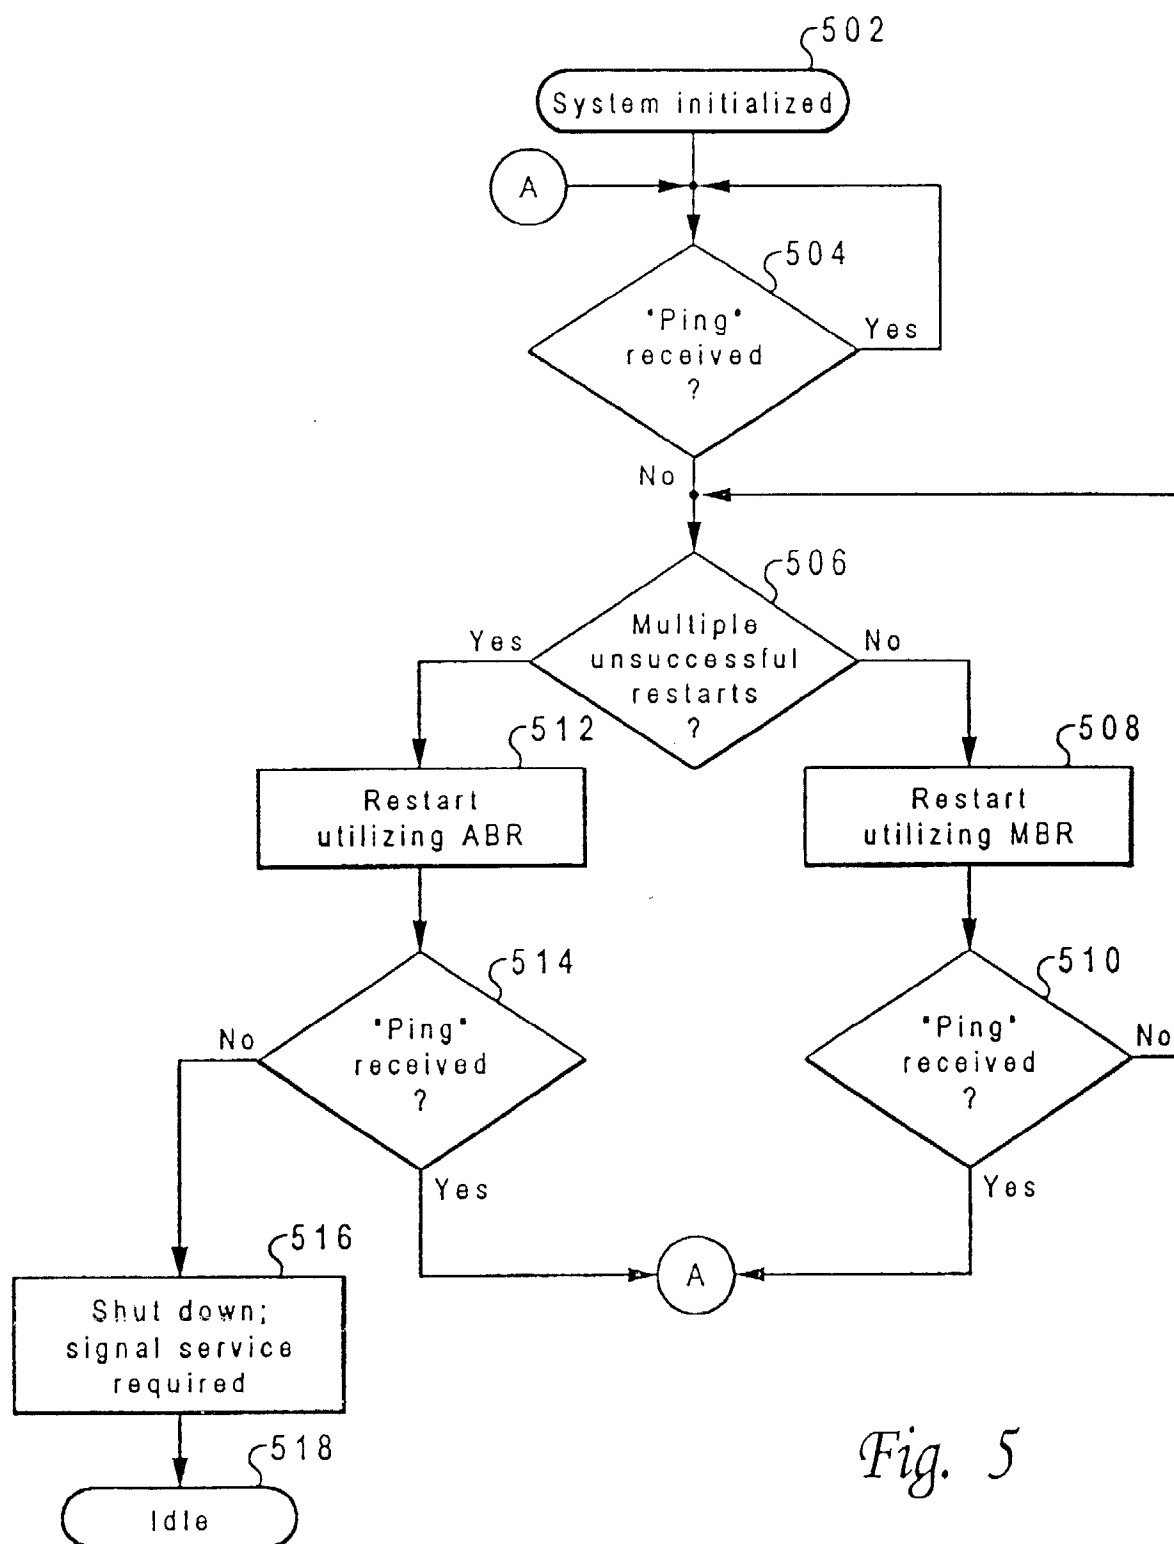 502
System initialized
A
504
"Ping"
received
?
Yes
No
506
Multiple
unsuccessful
restarts
?
Yes
No
512
Restart
utilizing ABR
508
Restart
utilizing MBR
514
"Ping"
received
?
No
Yes
510
"Ping"
received
?
No
Yes
A
516
Shut down;
signal service
required
518
Idle
Fig. 5